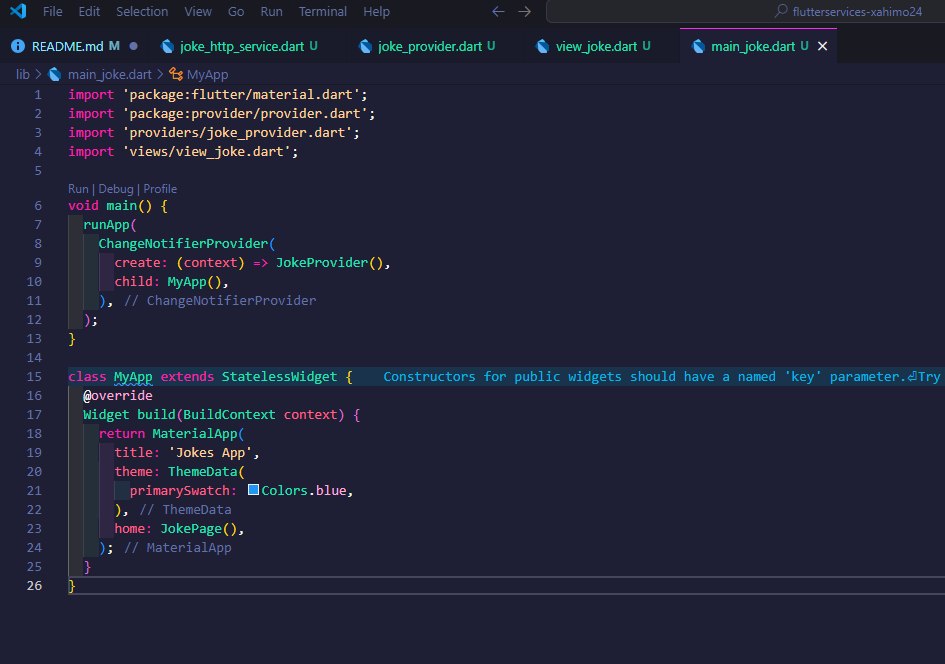 File Edit Selection View Go Run Terminal Help flutterservices-xahimo24
README.md M joke_http_service.dart U joke_provider.dart U view_joke.dart U main_joke.dart U
lib > main_joke.dart > MyApp
1 import 'package:flutter/material.dart';
2 import 'package:provider/provider.dart';
3 import 'providers/joke_provider.dart';
4 import 'views/view_joke.dart';
5
Run | Debug | Profile
6 void main() {
7 runApp(
8 ChangeNotifierProvider(
9 create: (context) => JokeProvider(),
10 child: MyApp(),
11 ), // ChangeNotifierProvider
12 );
13 }
14
15 class MyApp extends StatelessWidget { Constructors for public widgets should have a named 'key' parameter.⏎Try
16 @override
17 Widget build(BuildContext context) {
18 return MaterialApp(
19 title: 'Jokes App',
20 theme: ThemeData(
21 primarySwatch: Colors.blue,
22 ), // ThemeData
23 home: JokePage(),
24 ); // MaterialApp
25 }
26 }